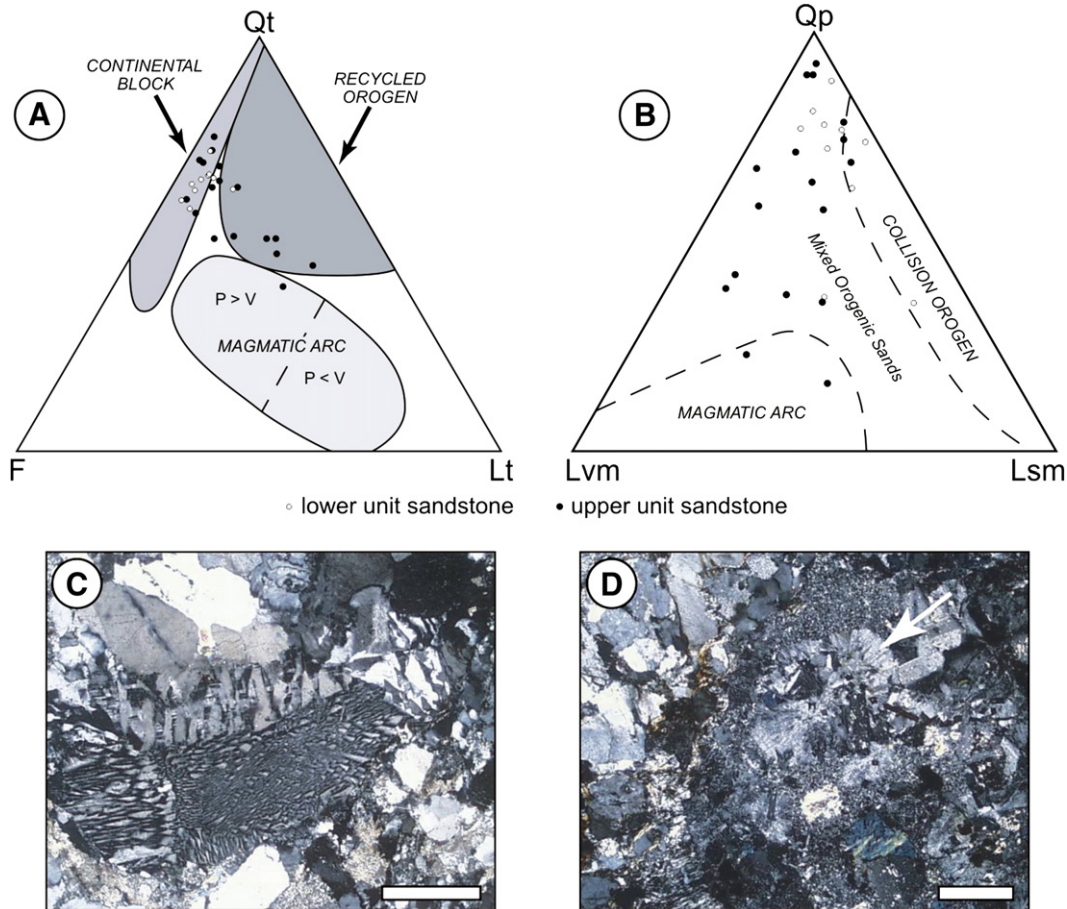 Qt
CONTINENTAL
BLOCK
RECYCLED
OROGEN
A
P > V
MAGMATIC ARC
P < V
F
Lt
Qp
B
COLLISION OROGEN
Mixed Orogenic Sands
MAGMATIC ARC
Lvm
Lsm
lower unit sandstone
upper unit sandstone
C
D